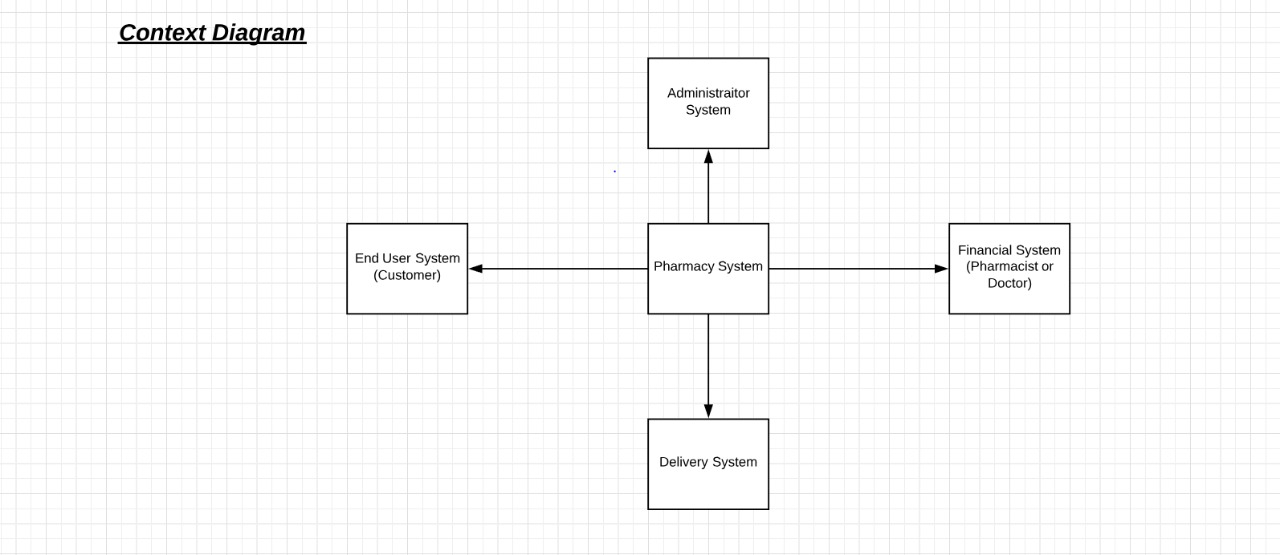 Context Diagram
Administraitor
System
End User System
(Customer)
Pharmacy System
Financial System
(Pharmacist or
Doctor)
Delivery System